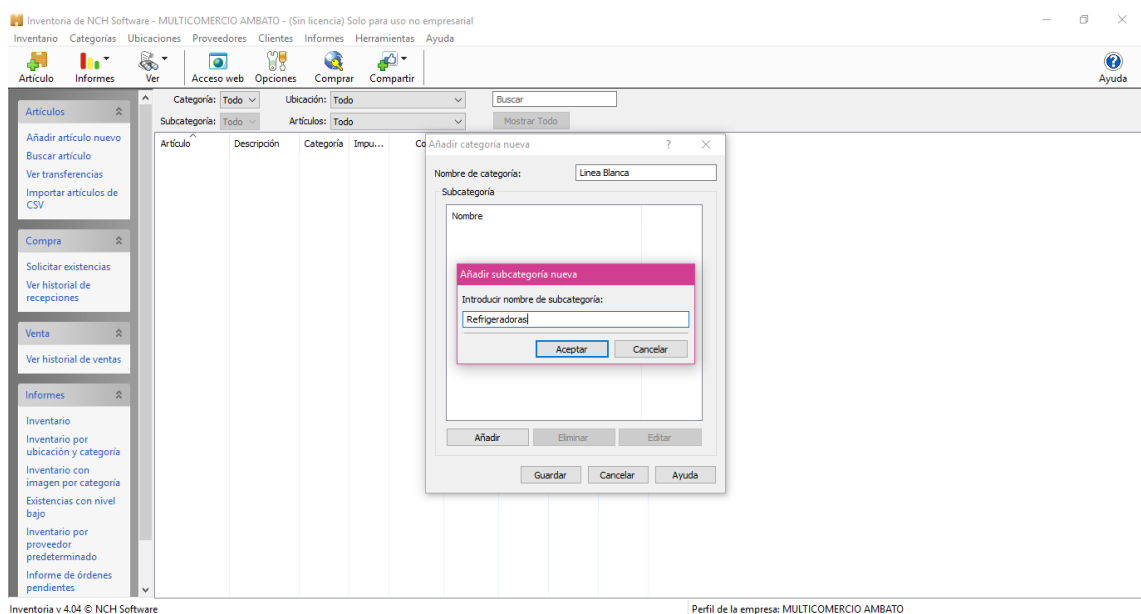 Inventoria de NCH Software - MULTICOMERCIO AMBATO - (Sin licencia) Solo para uso no empresarial
Inventario Categorías Ubicaciones Proveedores Clientes Informes Herramientas Ayuda
Artículo Informes Ver Acceso web Opciones Comprar Compartir Ayuda
Categoría: Todo Ubicación: Todo Buscar
Subcategoría: Todo Artículos: Todo Mostrar Todo
Artículo Descripción Categoría Impu... Co
Artículos
Añadir artículo nuevo
Buscar artículo
Ver transferencias
Importar artículos de
CSV
Compra
Solicitar existencias
Ver historial de
recepciones
Venta
Ver historial de ventas
Informes
Inventario
Inventario por
ubicación y categoría
Inventario con
imagen por categoría
Existencias con nivel
bajo
Inventario por
proveedor
predeterminado
Informe de órdenes
pendientes
Añadir categoría nueva ?
Nombre de categoría: Linea Blanca
Subcategoría
Nombre
Añadir subcategoría nueva
Introducir nombre de subcategoría:
Refrigeradoras
Aceptar Cancelar
Añadir Eliminar Editar
Guardar Cancelar Ayuda
Inventoria v 4.04 © NCH Software Perfil de la empresa: MULTICOMERCIO AMBATO